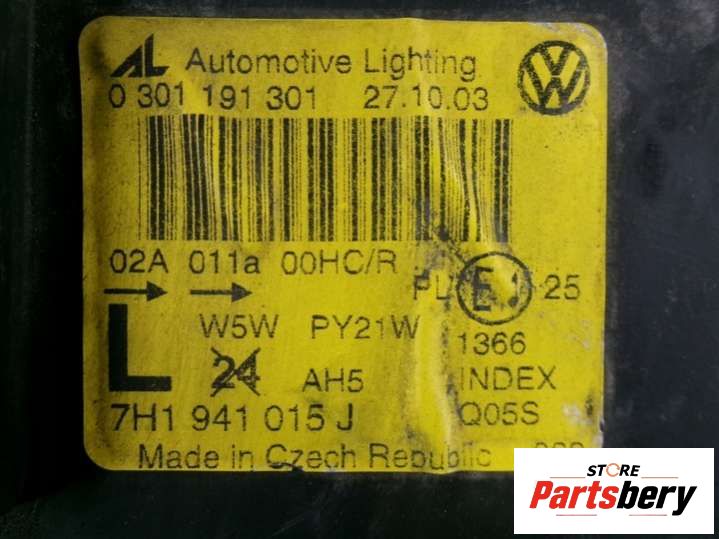 AL Automotive Lighting
0 301 191 301 27.10.03
02A 011a 00HC/R
PL E 25
W5W PY21W 1366
24 AH5 INDEX
L 7H1 941 015 J Q05S
Made in Czech Republic
STORE
Partsbery